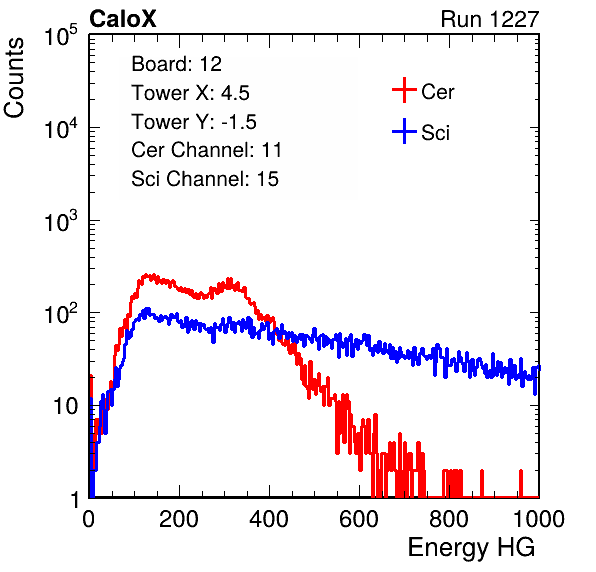 CaloX Run 1227
Counts
Board: 12
Tower X: 4.5
Tower Y: -1.5
Cer Channel: 11
Sci Channel: 15
Cer
Sci
10^5
10^4
10^3
10^2
10
1
0 200 400 600 800 1000
Energy HG